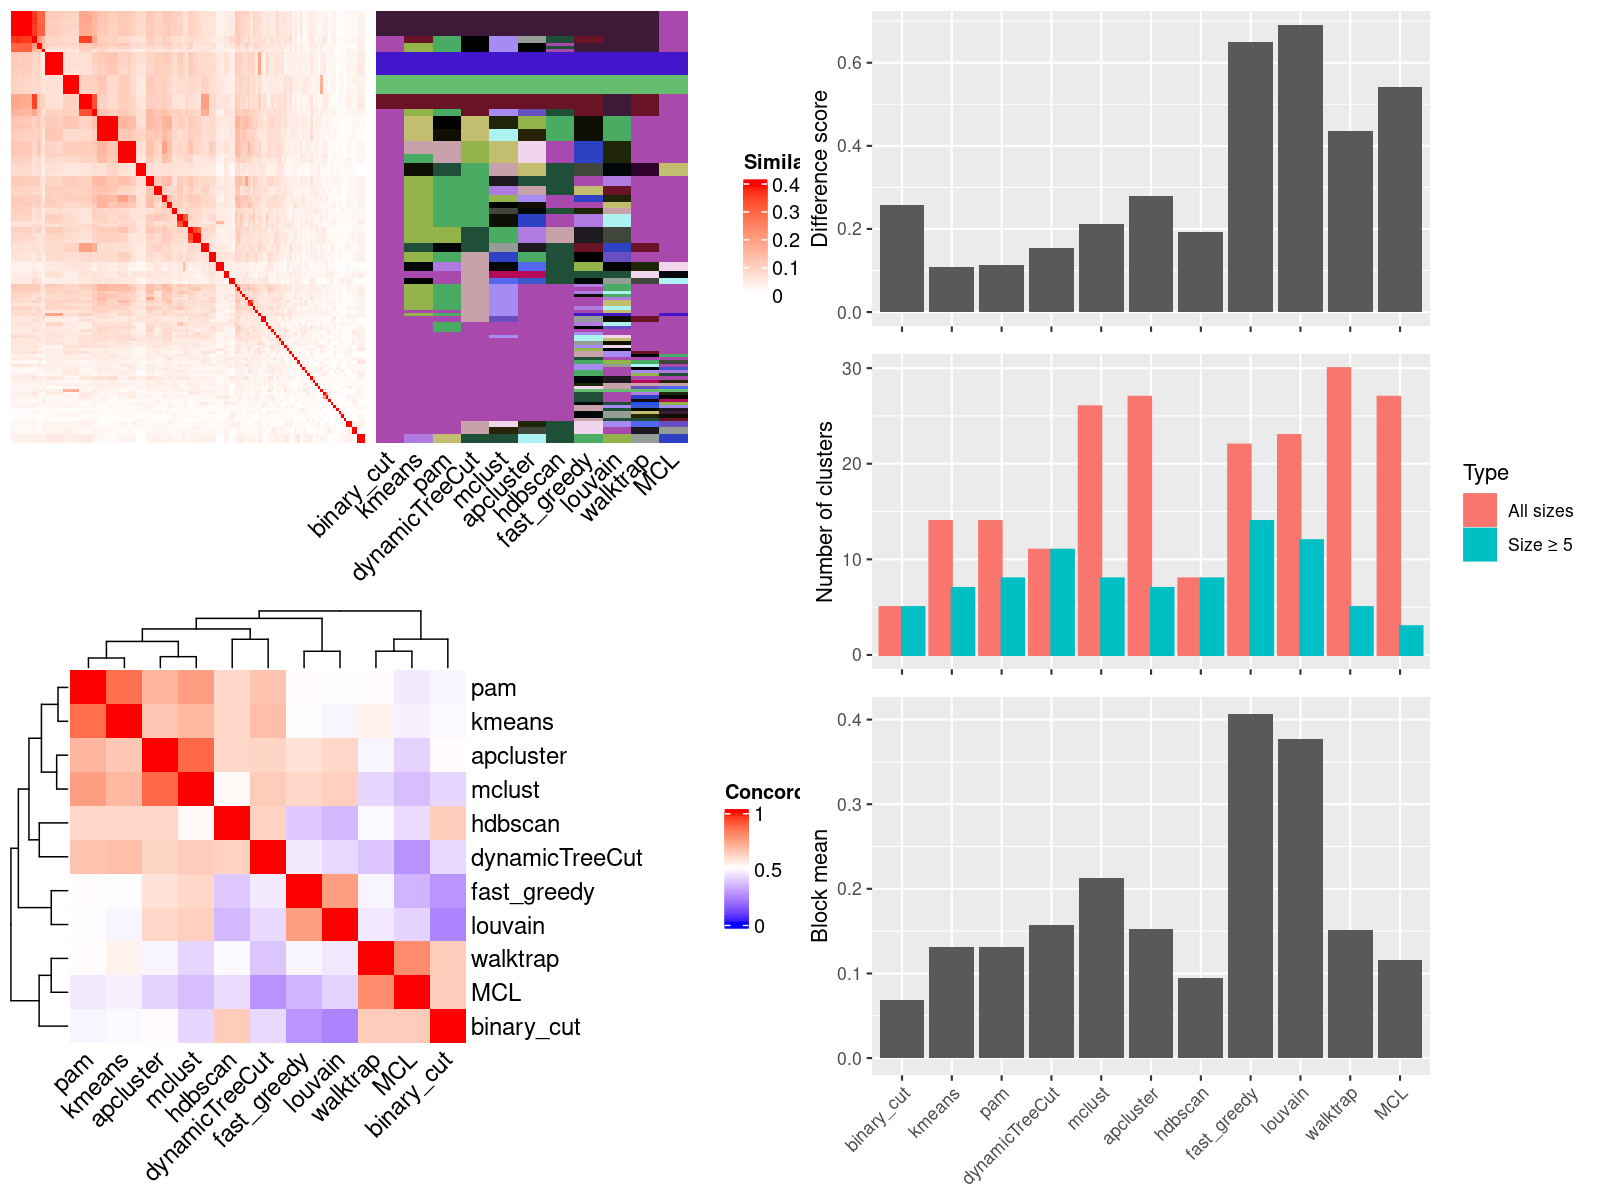 Simila
0.4
0.3
0.2
0.1
0
binary_cut
kmeans
pam
dynamicTreeCut
mclust
apcluster
hdbscan
fast_greedy
louvain
walktrap
MCL
pam
kmeans
apcluster
mclust
hdbscan
dynamicTreeCut
fast_greedy
louvain
walktrap
MCL
binary_cut
Concord
1
0.5
0
pam
kmeans
apcluster
mclust
hdbscan
dynamicTreeCut
fast_greedy
louvain
walktrap
MCL
binary_cut
Difference score
0.6
0.4
0.2
0.0
Number of clusters
30
20
10
0
Type
All sizes
Size ≥ 5
Block mean
0.4
0.3
0.2
0.1
0.0
binary_cut
kmeans
pam
dynamicTreeCut
mclust
apcluster
hdbscan
fast_greedy
louvain
walktrap
MCL